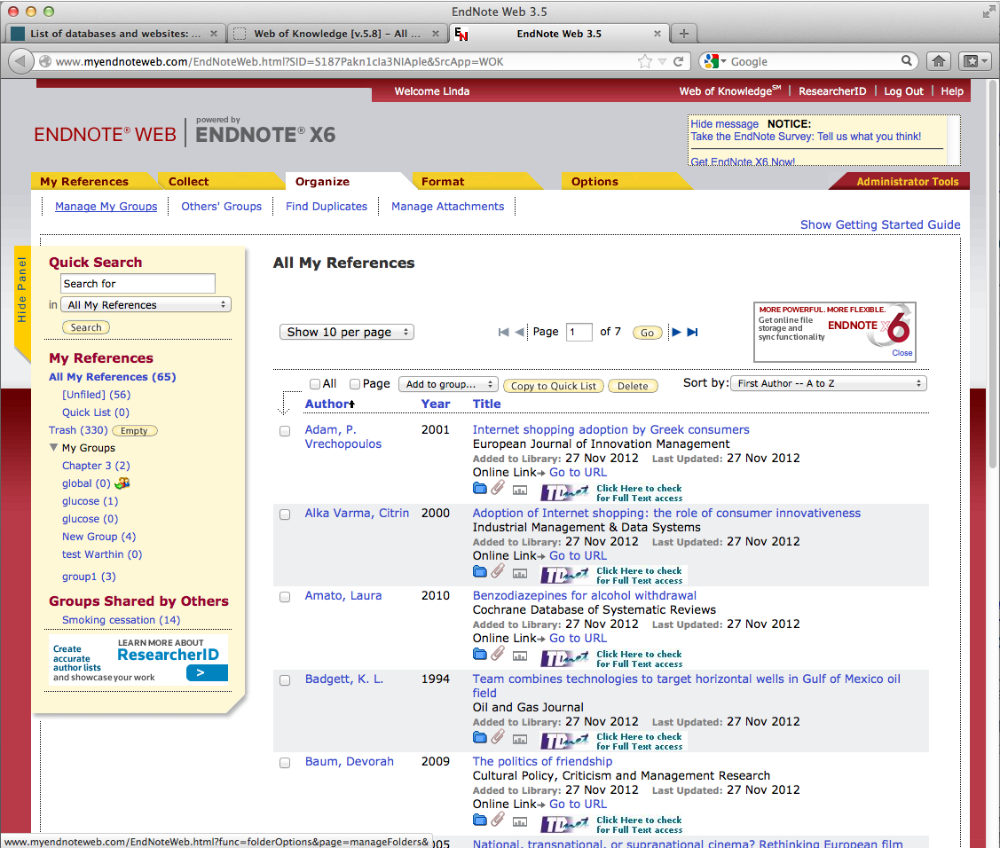 EndNote Web 3.5
List of databases and websites: ...
Web of Knowledge [v.5.8] – All ...
EN EndNote Web 3.5
www.myendnoteweb.com/EndNoteWeb.html?SID=S187Pakn1cIa3NIAple&SrcApp=WOK
Google
Welcome Linda
Web of Knowledge℠ | ResearcherID | Log Out | Help
ENDNOTE® WEB | powered by ENDNOTE® X6
Hide message NOTICE:
Take the EndNote Survey: Tell us what you think!
Get EndNote X6 Now!
My References Collect Organize Format Options Administrator Tools
Manage My Groups Others' Groups Find Duplicates Manage Attachments
Show Getting Started Guide
Hide Panel
Quick Search
Search for
in All My References
Search
My References
All My References (65)
[Unfiled] (56)
Quick List (0)
Trash (330) Empty
My Groups
Chapter 3 (2)
global (0)
glucose (1)
glucose (0)
New Group (4)
test Warthin (0)
group1 (3)
Groups Shared by Others
Smoking cessation (14)
Create accurate author lists and showcase your work
LEARN MORE ABOUT
ResearcherID
>
All My References
Show 10 per page
Page 1 of 7 Go
MORE POWERFUL. MORE FLEXIBLE.
Get online file storage and sync functionality
ENDNOTE X6
Close
All Page Add to group... Copy to Quick List Delete Sort by: First Author -- A to Z
Author Year Title
Adam, P. Vrechopoulos 2001 Internet shopping adoption by Greek consumers
European Journal of Innovation Management
Added to Library: 27 Nov 2012 Last Updated: 27 Nov 2012
Online Link Go to URL
TDnet Click Here to check for Full Text access
Alka Varma, Citrin 2000 Adoption of Internet shopping: the role of consumer innovativeness
Industrial Management & Data Systems
Added to Library: 27 Nov 2012 Last Updated: 27 Nov 2012
Online Link Go to URL
TDnet Click Here to check for Full Text access
Amato, Laura 2010 Benzodiazepines for alcohol withdrawal
Cochrane Database of Systematic Reviews
Added to Library: 27 Nov 2012 Last Updated: 27 Nov 2012
Online Link Go to URL
TDnet Click Here to check for Full Text access
Badgett, K. L. 1994 Team combines technologies to target horizontal wells in Gulf of Mexico oil
field
Oil and Gas Journal
Added to Library: 27 Nov 2012 Last Updated: 27 Nov 2012
TDnet Click Here to check for Full Text access
Baum, Devorah 2009 The politics of friendship
Cultural Policy, Criticism and Management Research
Added to Library: 27 Nov 2012 Last Updated: 27 Nov 2012
Online Link Go to URL
TDnet Click Here to check for Full Text access
National, transnational, or supranational cinema? Rethinking European film
www.myendnoteweb.com/EndNoteWeb.html?func=folderOptions&page=manageFolders&